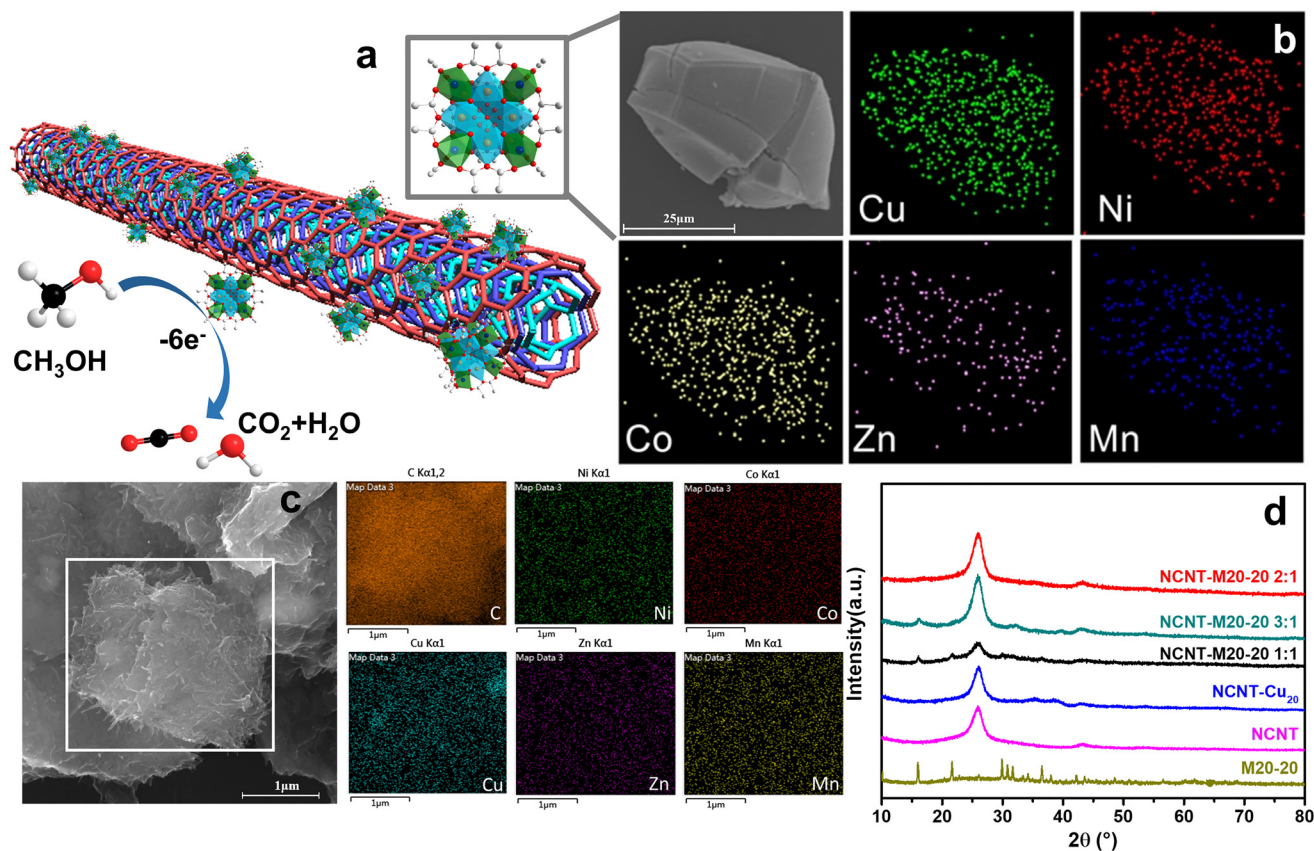 a
b
25μm
Cu
Ni
Co
Zn
Mn
CH₃OH
-6e⁻
CO₂+H₂O
c
1μm
C Kα1,2
Map Data 3
C
1μm
Ni Kα1
Map Data 3
Ni
1μm
Co Kα1
Map Data 3
Co
1μm
Cu Kα1
Map Data 3
Cu
1μm
Zn Kα1
Map Data 3
Zn
1μm
Mn Kα1
Map Data 3
Mn
1μm
d
NCNT-M20-20 2:1
NCNT-M20-20 3:1
NCNT-M20-20 1:1
NCNT-Cu₂₀
NCNT
M20-20
Intensity(a.u.)
10 20 30 40 50 60 70 80
2θ (°)